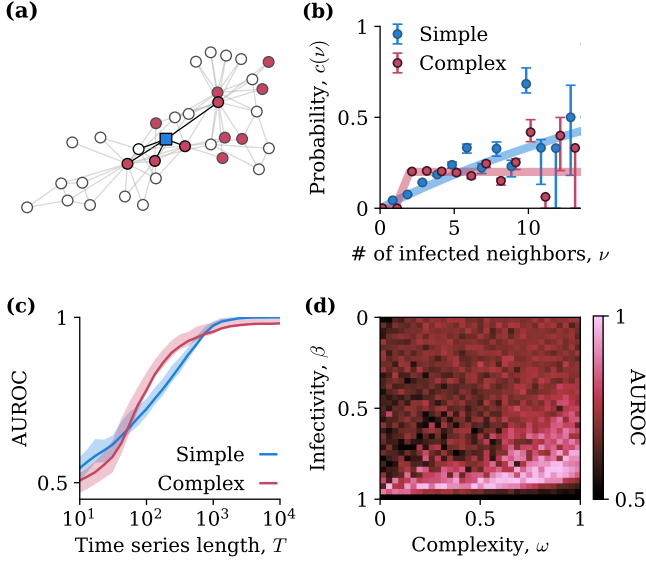 (a)
(b)
Probability, c(ν)
1
0.5
0
Simple
Complex
0
5
10
# of infected neighbors, ν
(c)
AUROC
1
0.5
Simple
Complex
10¹
10²
10³
10⁴
Time series length, T
(d)
Infectivity, β
0
0.5
1
0
0.5
1
Complexity, ω
1
0.5
AUROC